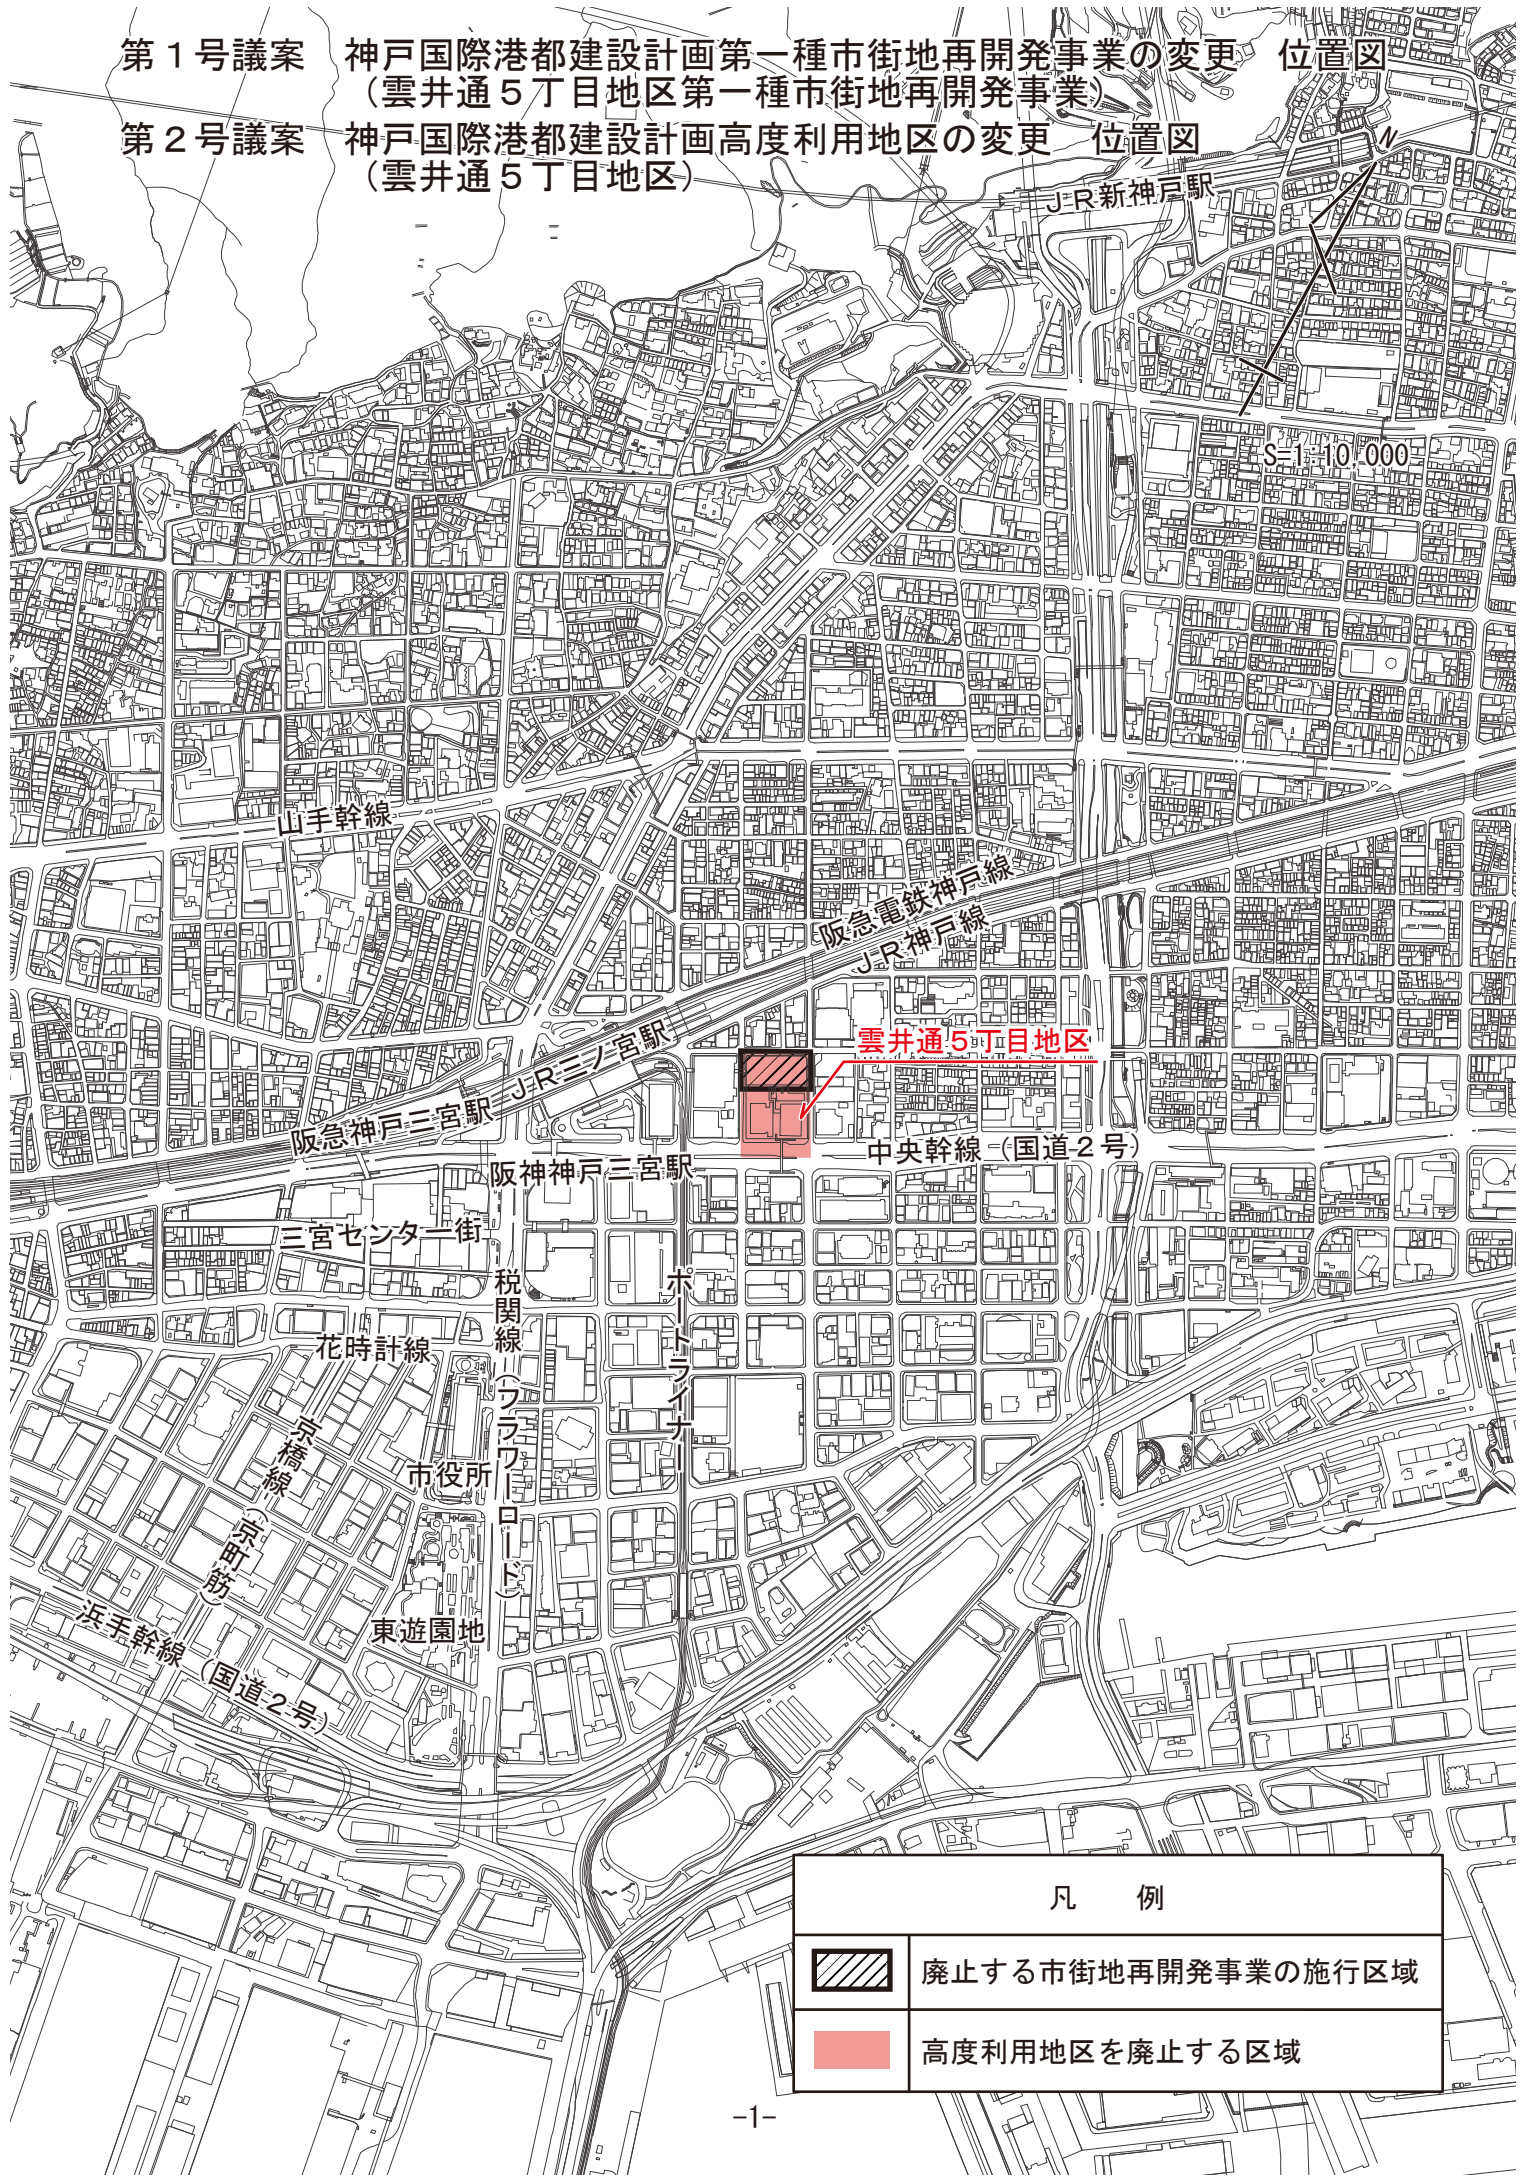 第1号議案　神戸国際港都建設計画第一種市街地再開発事業の変更　位置図
（雲井通5丁目地区第一種市街地再開発事業）
第2号議案　神戸国際港都建設計画高度利用地区の変更　位置図
（雲井通5丁目地区）
N
JR新神戸駅
S=1:10,000
山手幹線
阪急電鉄神戸線
JR神戸線
雲井通5丁目地区
JR三ノ宮駅
阪急神戸三宮駅
中央幹線（国道2号）
阪神神戸三宮駅
三宮センター街
税関線（フラワーロード）
ポートライナー
花時計線
京橋線（京町筋）
市役所
東遊園地
浜手幹線（国道2号）
凡　例
廃止する市街地再開発事業の施行区域
高度利用地区を廃止する区域
-1-